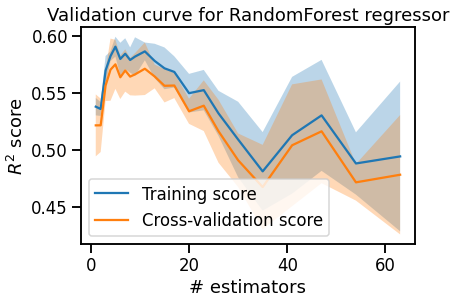 Validation curve for RandomForest regressor
0.60
0.55
0.50
0.45
R² score
Training score
Cross-validation score
0 20 40 60
# estimators